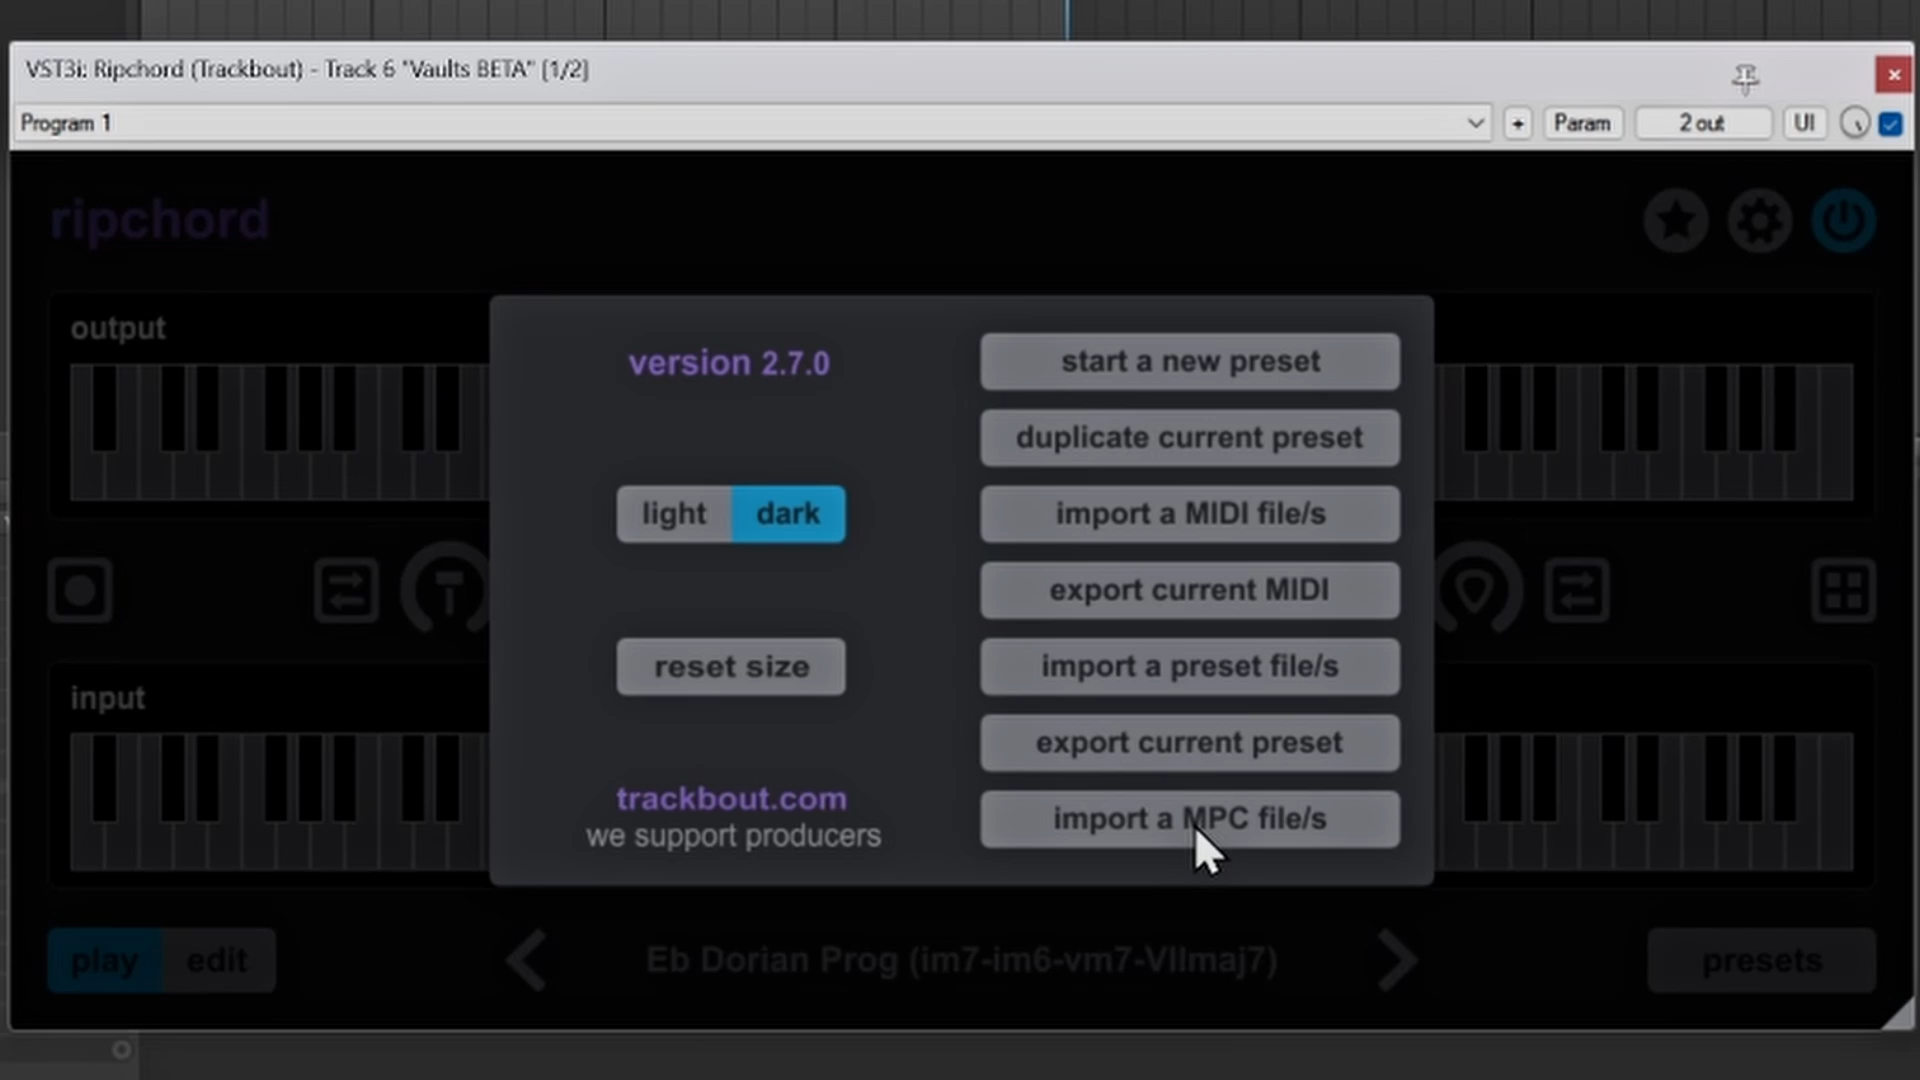 VST3i: Ripchord (Trackbout) - Track 6 "Vaults BETA" [1/2]
Program 1
+
Param
2 out
UI
ripchord
output
version 2.7.0
light
dark
reset size
trackbout.com
we support producers
start a new preset
duplicate current preset
import a MIDI file/s
export current MIDI
import a preset file/s
export current preset
import a MPC file/s
input
play
edit
Eb Dorian Prog (im7-im6-vm7-VIImaj7)
presets